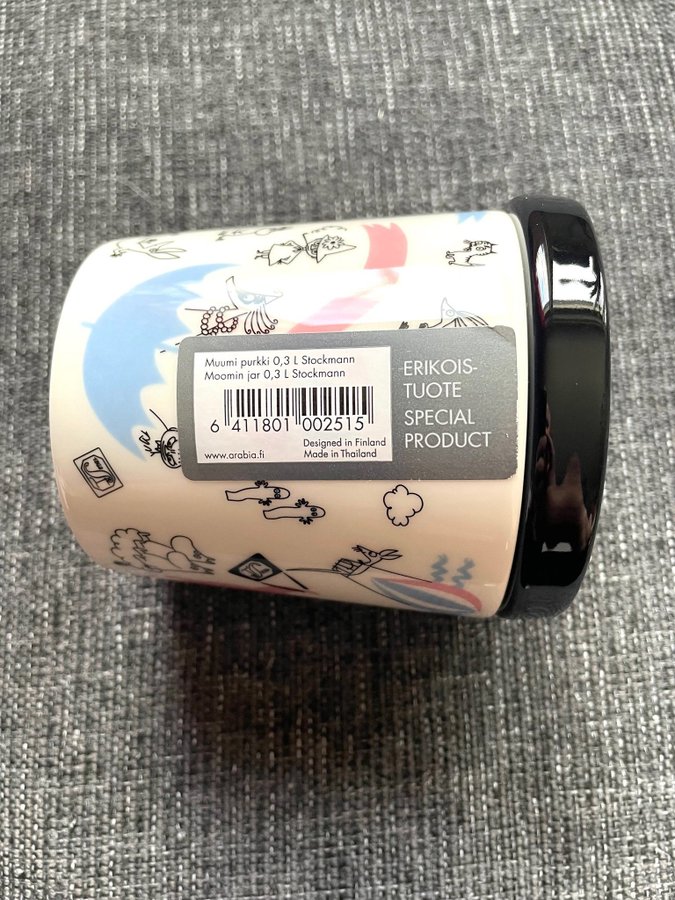 Muumi purkki 0,3 L Stockmann
Moomin jar 0,3 L Stockmann
6 411801 002515
Designed in Finland
www.arabia.fi Made in Thailand
ERIKOIS-
TUOTE
SPECIAL
PRODUCT